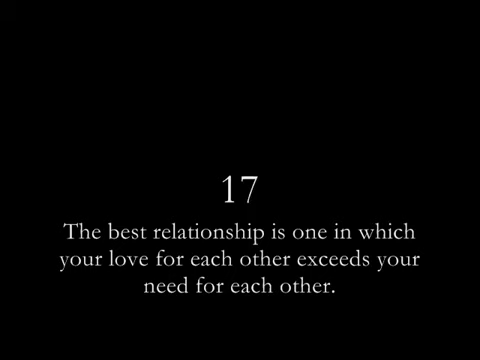 17
The best relationship is one in which
your love for each other exceeds your
need for each other.